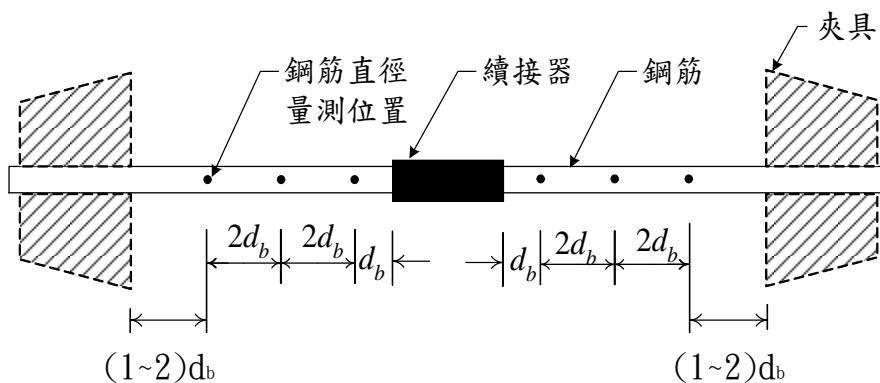 夾具
鋼筋直徑
量測位置
續接器
鋼筋
2d_b 2d_b d_b d_b 2d_b 2d_b
(1~2)d_b (1~2)d_b